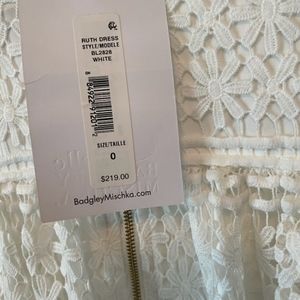 RUTH DRESS
STYLE/MODELE
BL2828
WHITE
SIZE/TAILLE
0
$219.00
BadgleyMischka.com